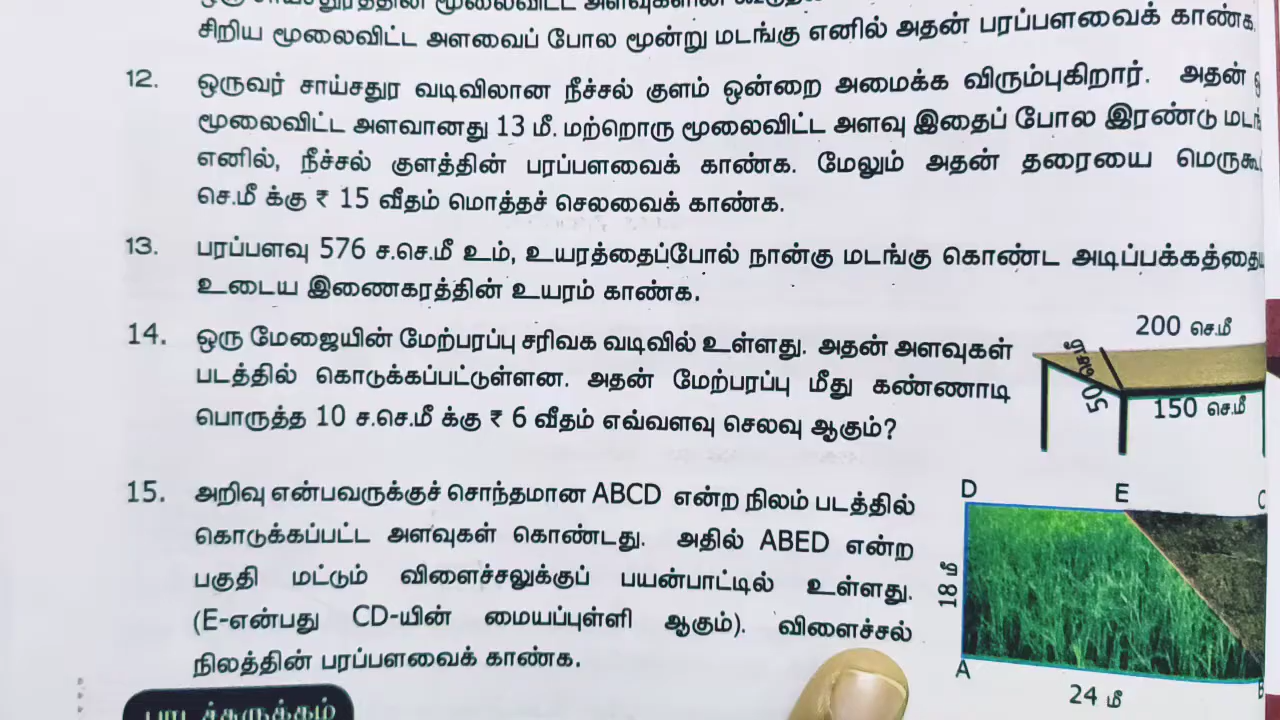 சிறிய மூலைவிட்ட அளவைப் போல மூன்று மடங்கு எனில் அதன் பரப்பளவைக் காண்க.
12. ஒருவர் சாய்சதுர வடிவிலான நீச்சல் குளம் ஒன்றை அமைக்க விரும்புகிறார். அதன்
மூலைவிட்ட அளவானது 13 மீ. மற்றொரு மூலைவிட்ட அளவு இதைப் போல இரண்டு
எனில், நீச்சல் குளத்தின் பரப்பளவைக் காண்க. மேலும் அதன் தரையை
செ.மீ க்கு ₹ 15 வீதம் மொத்தச் செலவைக் காண்க.
13. பரப்பளவு 576 ச.செ.மீ உம், உயரத்தைப்போல் நான்கு மடங்கு கொண்ட
உடைய இணைகரத்தின் உயரம் காண்க.
14. ஒரு மேஜையின் மேற்பரப்பு சரிவக வடிவில் உள்ளது. அதன் அளவுகள்
படத்தில் கொடுக்கப்பட்டுள்ளன. அதன் மேற்பரப்பு மீது கண்ணாடி
பொருத்த 10 ச.செ.மீ க்கு ₹ 6 வீதம் எவ்வளவு செலவு ஆகும்?
200 செ.மீ
50 செ.மீ
150 செ.மீ
15. அறிவு என்பவருக்குச் சொந்தமான ABCD என்ற நிலம் படத்தில்
கொடுக்கப்பட்ட அளவுகள் கொண்டது. அதில் ABED என்ற
பகுதி மட்டும் விளைச்சலுக்குப் பயன்பாட்டில் உள்ளது.
(E-என்பது CD-யின் மையப்புள்ளி ஆகும்). விளைச்சல்
நிலத்தின் பரப்பளவைக் காண்க.
D E C
18 மீ
A B
24 மீ